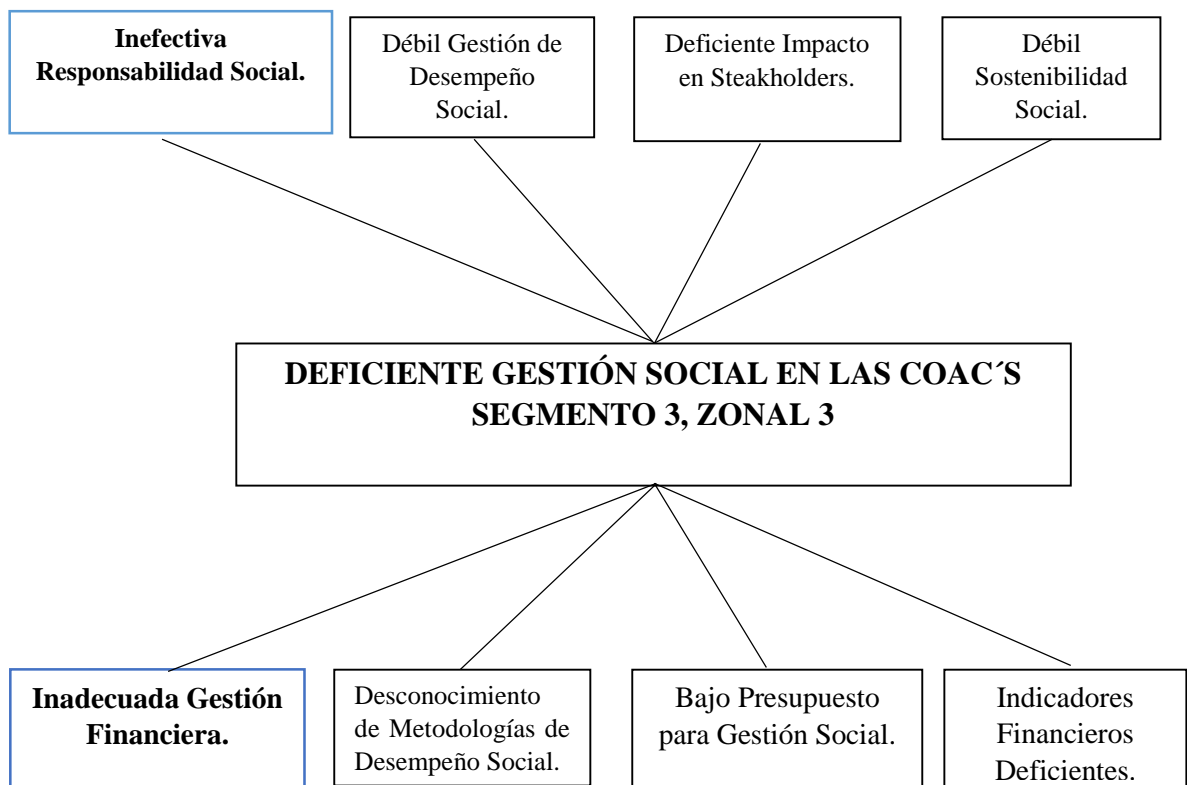 Inefectiva
Responsabilidad Social.
Débil Gestión de
Desempeño
Social.
Deficiente Impacto
en Steakholders.
Débil
Sostenibilidad
Social.
DEFICIENTE GESTIÓN SOCIAL EN LAS COAC´S
SEGMENTO 3, ZONAL 3
Inadecuada Gestión
Financiera.
Desconocimiento
de Metodologías de
Desempeño Social.
Bajo Presupuesto
para Gestión Social.
Indicadores
Financieros
Deficientes.